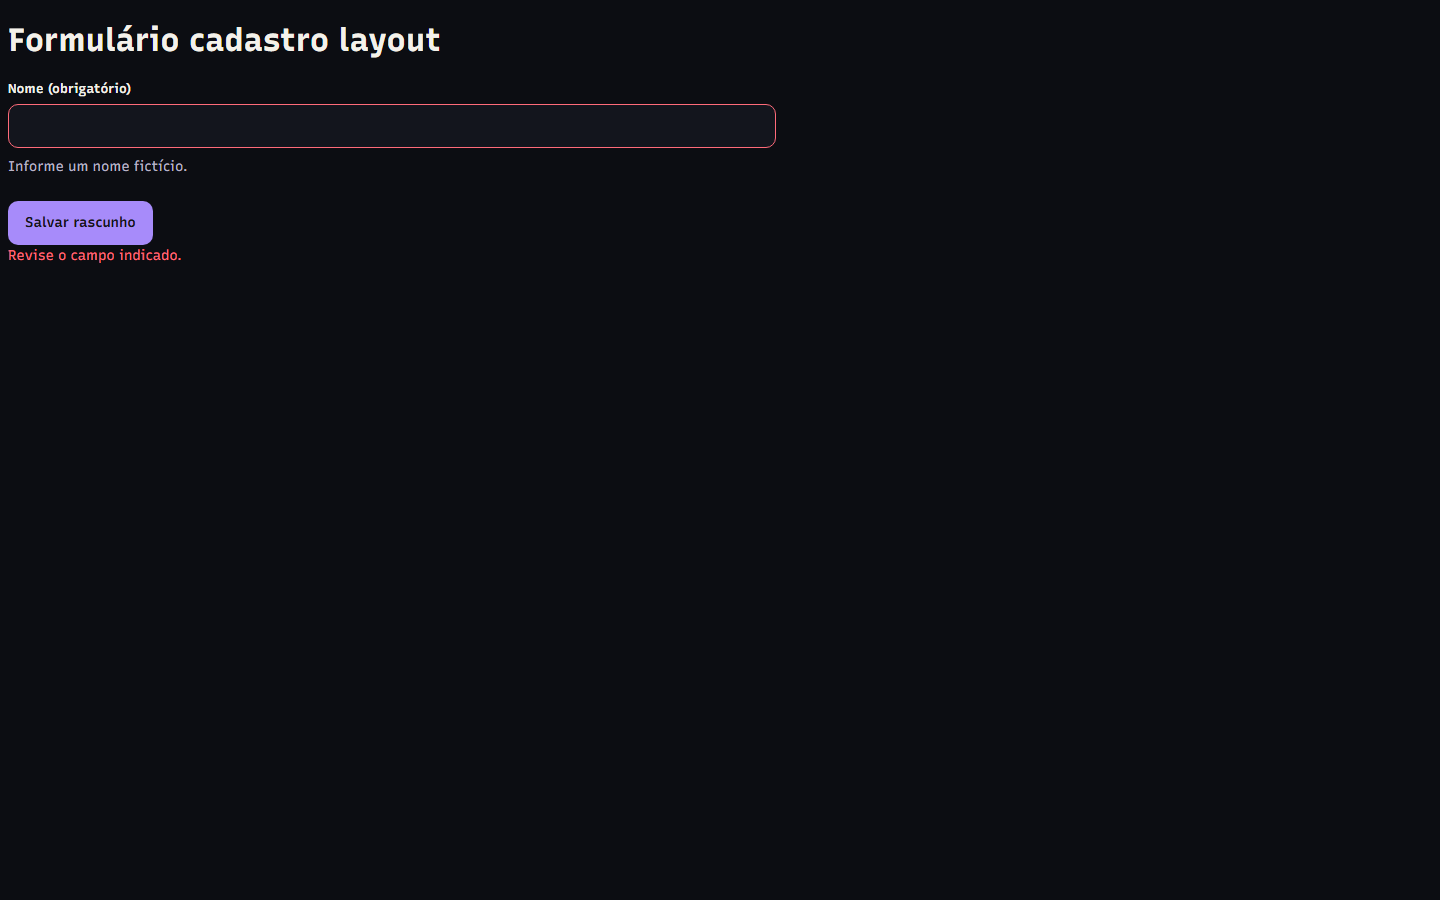 Formulário cadastro layout
Nome (obrigatório)
Informe um nome fictício.
Salvar rascunho
Revise o campo indicado.